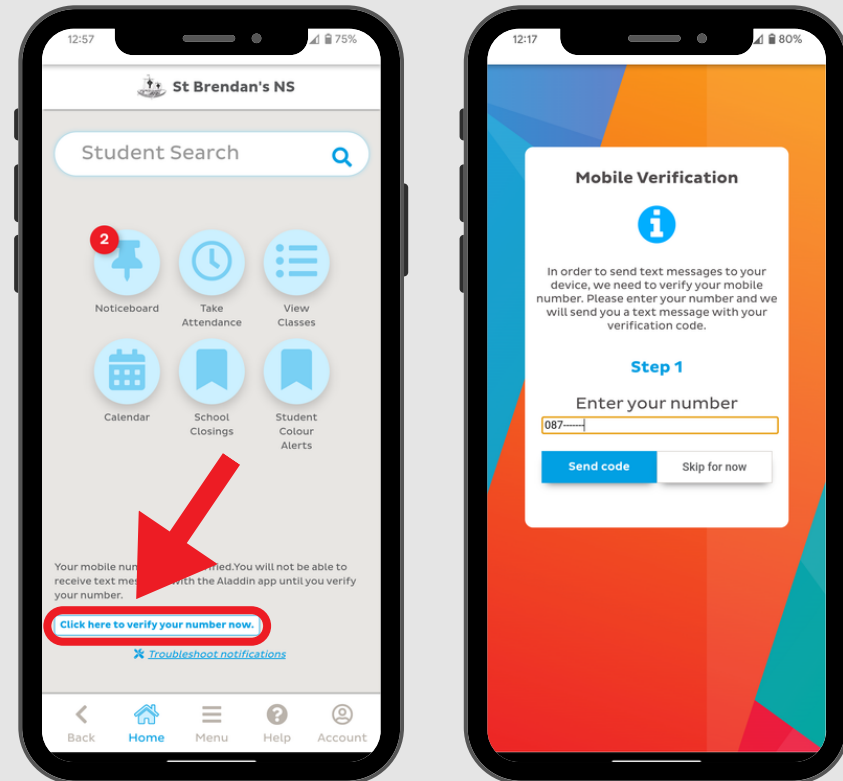 12:57
75%
St Brendan's NS
Student Search
2
Noticeboard
Take
Attendance
View
Classes
Calendar
School
Closings
Student
Colour
Alerts
Your mobile num ied.You will not be able to
receive text mes ith the Aladdin app until you verify
your number.
Click here to verify your number now.
Troubleshoot notifications
Back
Home
Menu
Help
Account
12:17
80%
Mobile Verification
In order to send text messages to your
device, we need to verify your mobile
number. Please enter your number and we
will send you a text message with your
verification code.
Step 1
Enter your number
087-------
Send code
Skip for now